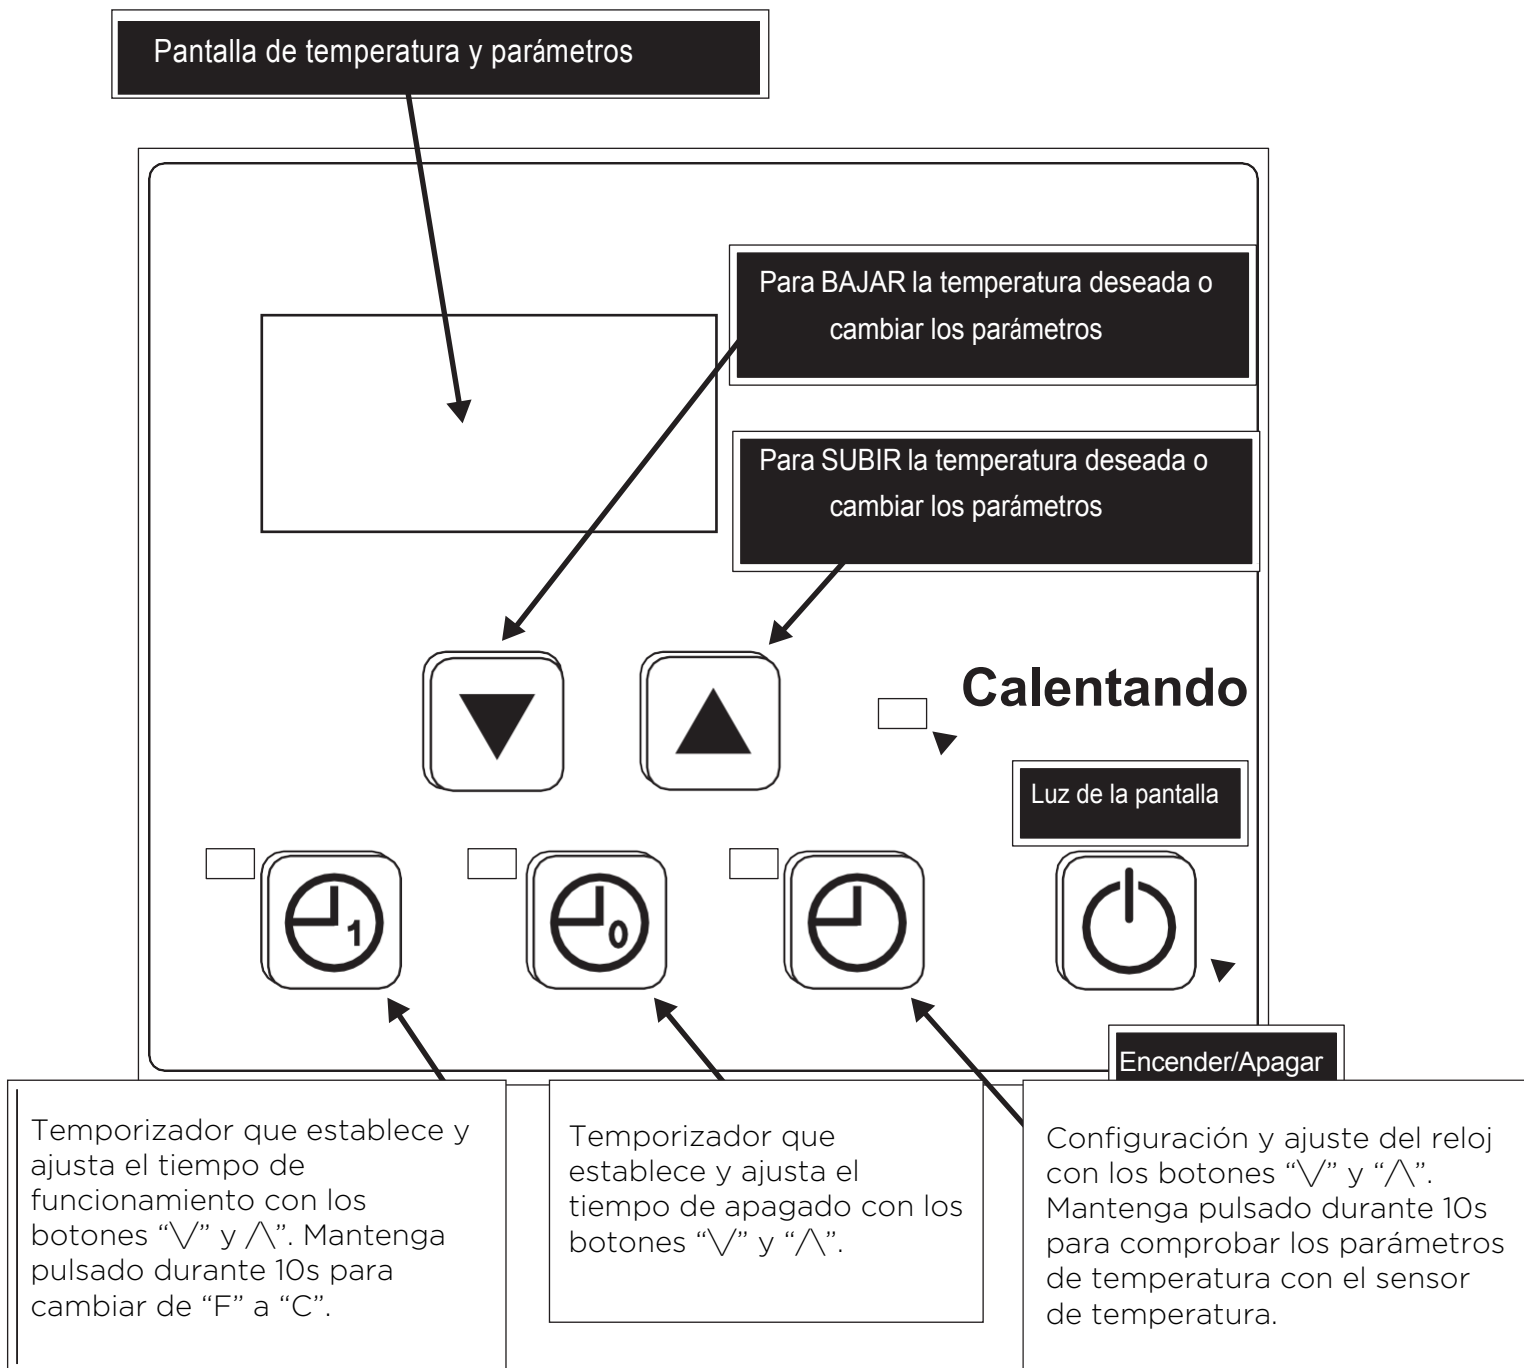 Pantalla de temperatura y parámetros
Para BAJAR la temperatura deseada o
cambiar los parámetros
Para SUBIR la temperatura deseada o
cambiar los parámetros
Calentando
Luz de la pantalla
1
0
Encender/Apagar
Temporizador que establece y
ajusta el tiempo de
funcionamiento con los
botones “\/” y /\”. Mantenga
pulsado durante 10s para
cambiar de “F” a “C”.
Temporizador que
establece y ajusta el
tiempo de apagado con los
botones “\/” y “/\”.
Configuración y ajuste del reloj
con los botones “\/” y “/\”.
Mantenga pulsado durante 10s
para comprobar los parámetros
de temperatura con el sensor
de temperatura.